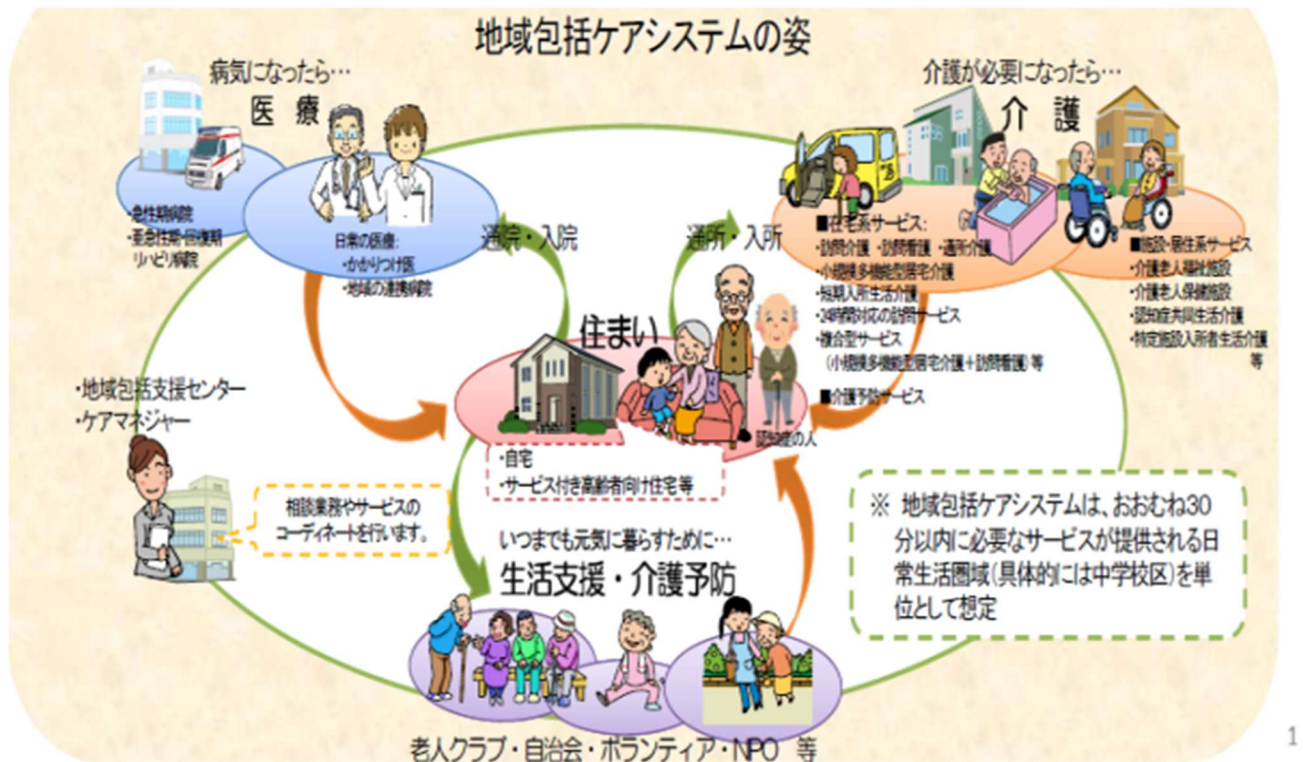 地域包括ケアシステムの姿
病気になったら…
医 療
・急性期病院
・亜急性期・回復期
リハビリ病院
日常の医療:
・かかりつけ医
・地域の連携病院
通院・入院
通所・入所
介護が必要になったら…
介 護
■在宅系サービス:
・訪問介護 ・訪問看護 ・通所介護
・小規模多機能型居宅介護
・短期入所生活介護
・24時間対応の訪問サービス
・複合型サービス
（小規模多機能型居宅介護＋訪問看護）等
■介護予防サービス
■施設・居住系サービス
・介護老人福祉施設
・介護老人保健施設
・認知症共同生活介護
・特定施設入所者生活介護
等
住まい
認知症の人
・自宅
・サービス付き高齢者向け住宅等
・地域包括支援センター
・ケアマネジャー
相談業務やサービスの
コーディネートを行います。
いつまでも元気に暮らすために…
生活支援・介護予防
老人クラブ・自治会・ボランティア・NPO 等
※ 地域包括ケアシステムは、おおむね30
分以内に必要なサービスが提供される日
常生活圏域（具体的には中学校区）を単
位として想定
1